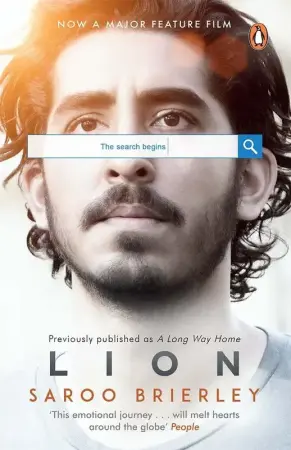 NOW A MAJOR FEATURE FILM
The search begins
Previously published as A Long Way Home
LION
SAROO BRIERLEY
‘This emotional journey . . . will melt hearts
around the globe’ People